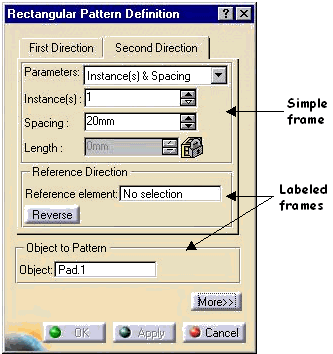 Rectangular Pattern Definition ? ×
First Direction Second Direction
Parameters: Instance(s) & Spacing
Instance(s) : 1
Simple
frame
Spacing : 20mm
Length : 0mm
Reference Direction
Reference element: No selection
Labeled
frames
Reverse
Object to Pattern
Object: Pad.1
More>>
OK Apply Cancel